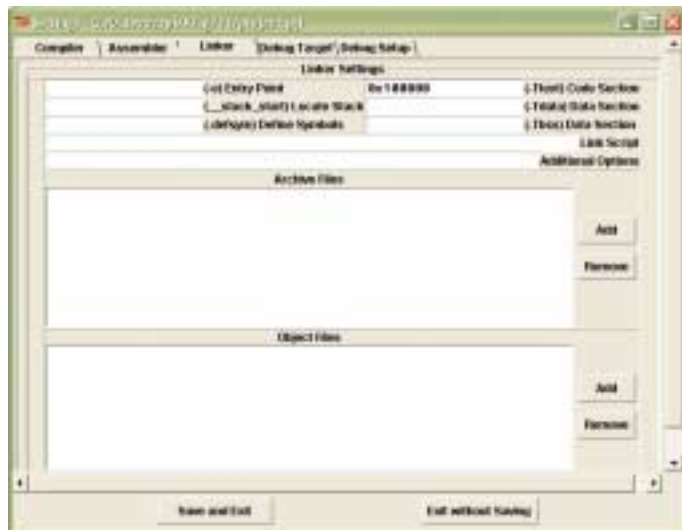 Compiler Assembler Linker Debug Target Debug Setup
Linker Settings
(-e) Entry Point 0x100000 (-Ttext) Code Section
(__stack_start) Locate Stack (-Tdata) Data Section
(-defsym) Define Symbols (-Tbss) Data Section
Link Script
Additional Options
Archive Files
Add
Remove
Object Files
Add
Remove
Save and Exit Exit without Saving